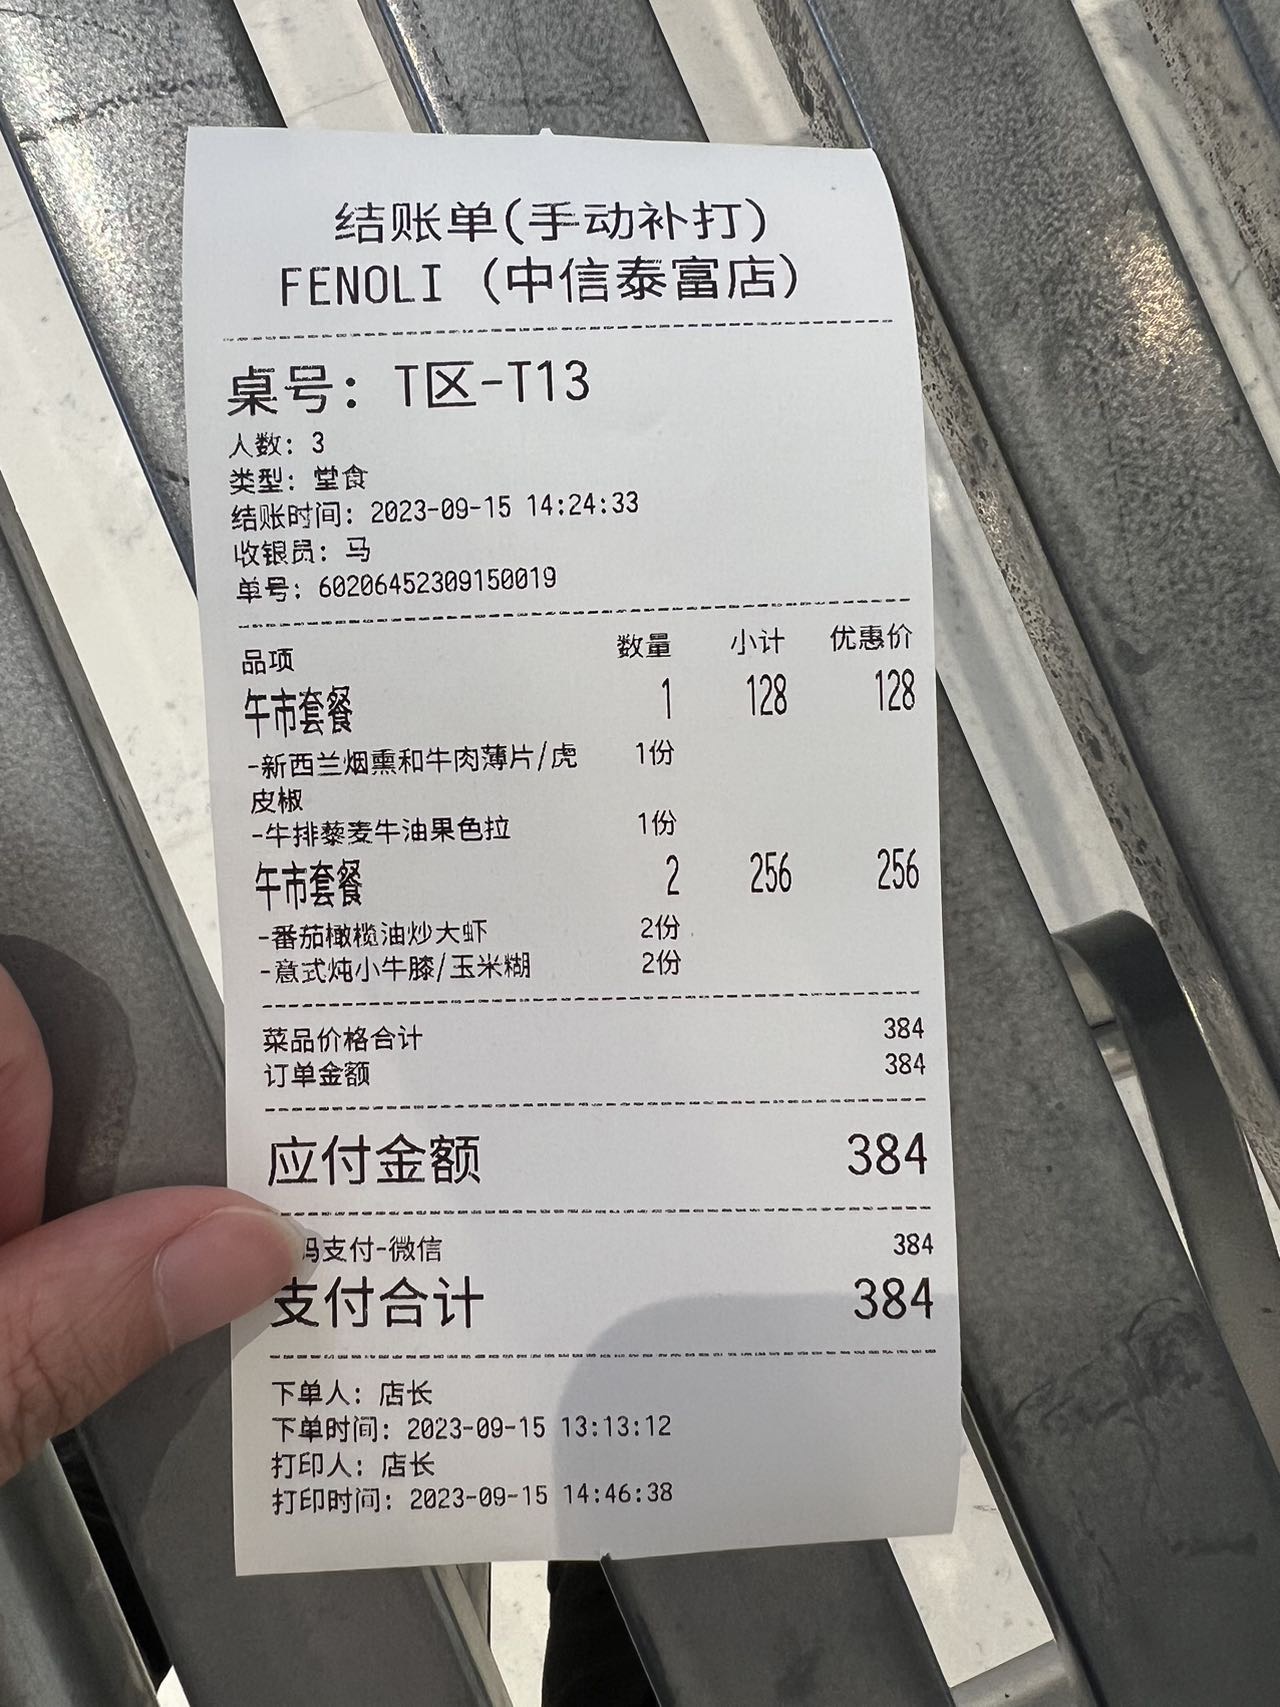 结账单(手动补打)
FENOLI（中信泰富店）
桌号：T区-T13
人数：3
类型：堂食
结账时间：2023-09-15 14:24:33
收银员：马
单号：60206452309150019
品项 数量 小计 优惠价
午市套餐 1 128 128
-新西兰烟熏和牛肉薄片/虎 1份
皮椒
-牛排藜麦牛油果色拉 1份
午市套餐 2 256 256
-番茄橄榄油炒大虾 2份
-意式炖小牛膝/玉米糊 2份
菜品价格合计 384
订单金额 384
应付金额 384
码支付-微信 384
支付合计 384
下单人：店长
下单时间：2023-09-15 13:13:12
打印人：店长
打印时间：2023-09-15 14:46:38